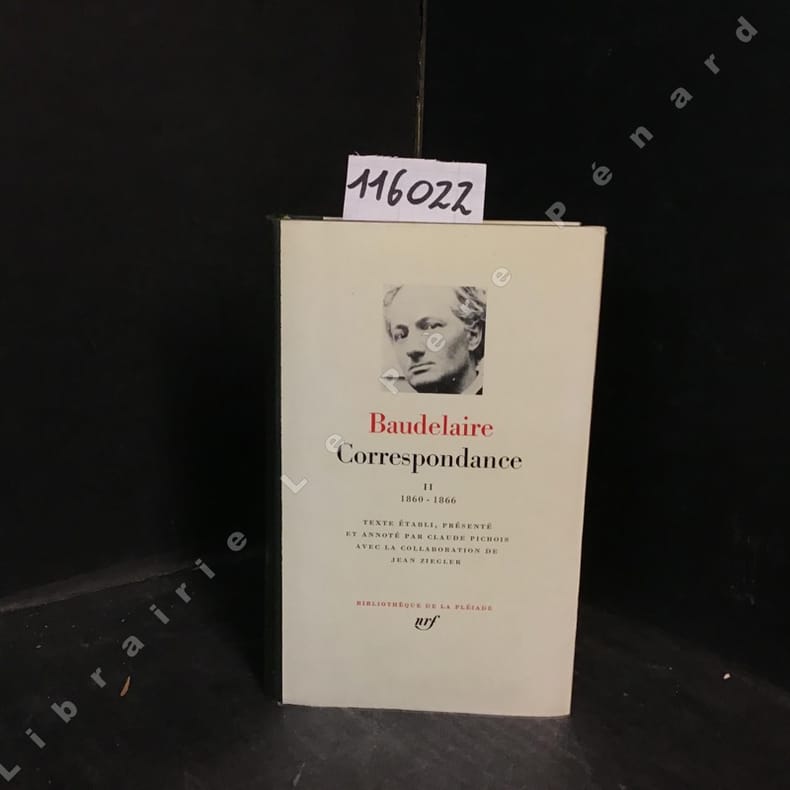 116022
Baudelaire
Correspondance
II
1860 - 1866
TEXTE ÉTABLI, PRÉSENTÉ
ET ANNOTÉ PAR CLAUDE PICHOIS
AVEC LA COLLABORATION DE
JEAN ZIEGLER
BIBLIOTHÈQUE DE LA PLÉIADE
nrf
Librairie Le Père Pénard